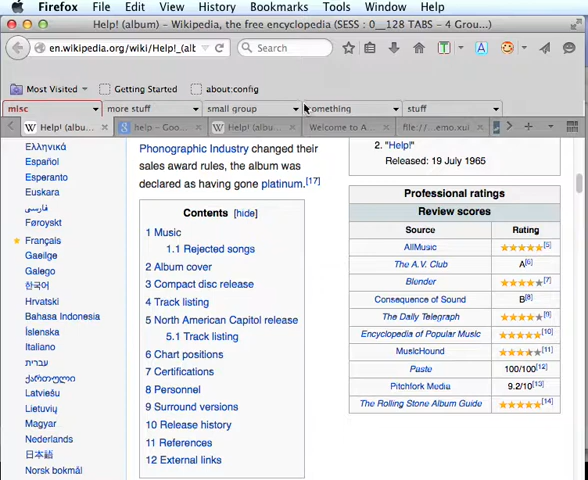 Firefox File Edit View History Bookmarks Tools Window Help
Help! (album) - Wikipedia, the free encyclopedia (SESS : 0__128 TABS - 4 Grou...)
en.wikipedia.org/wiki/Help!_(alb Search
Most Visited Getting Started about:config
misc more stuff small group something stuff
Help! (albu... help - Goo... Help! (albu... Welcome to A... file://...emo.xul
Ελληνικά
Español
Esperanto
Euskara
فارسی
Føroyskt
Français
Gaeilge
Galego
한국어
Hrvatski
Bahasa Indonesia
Íslenska
Italiano
עברית
ქართული
Latviešu
Lietuvių
Magyar
Nederlands
日本語
Norsk bokmål
Phonographic Industry changed their
sales award rules, the album was
declared as having gone platinum.[17]
Contents [hide]
1 Music
1.1 Rejected songs
2 Album cover
3 Compact disc release
4 Track listing
5 North American Capitol release
5.1 Track listing
6 Chart positions
7 Certifications
8 Personnel
9 Surround versions
10 Release history
11 References
12 External links
2. "Help!"
Released: 19 July 1965
Professional ratings
Review scores
Source Rating
AllMusic [5]
The A.V. Club A[6]
Blender [7]
Consequence of Sound B[8]
The Daily Telegraph [9]
Encyclopedia of Popular Music [10]
MusicHound [11]
Paste 100/100[12]
Pitchfork Media 9.2/10[13]
The Rolling Stone Album Guide [14]